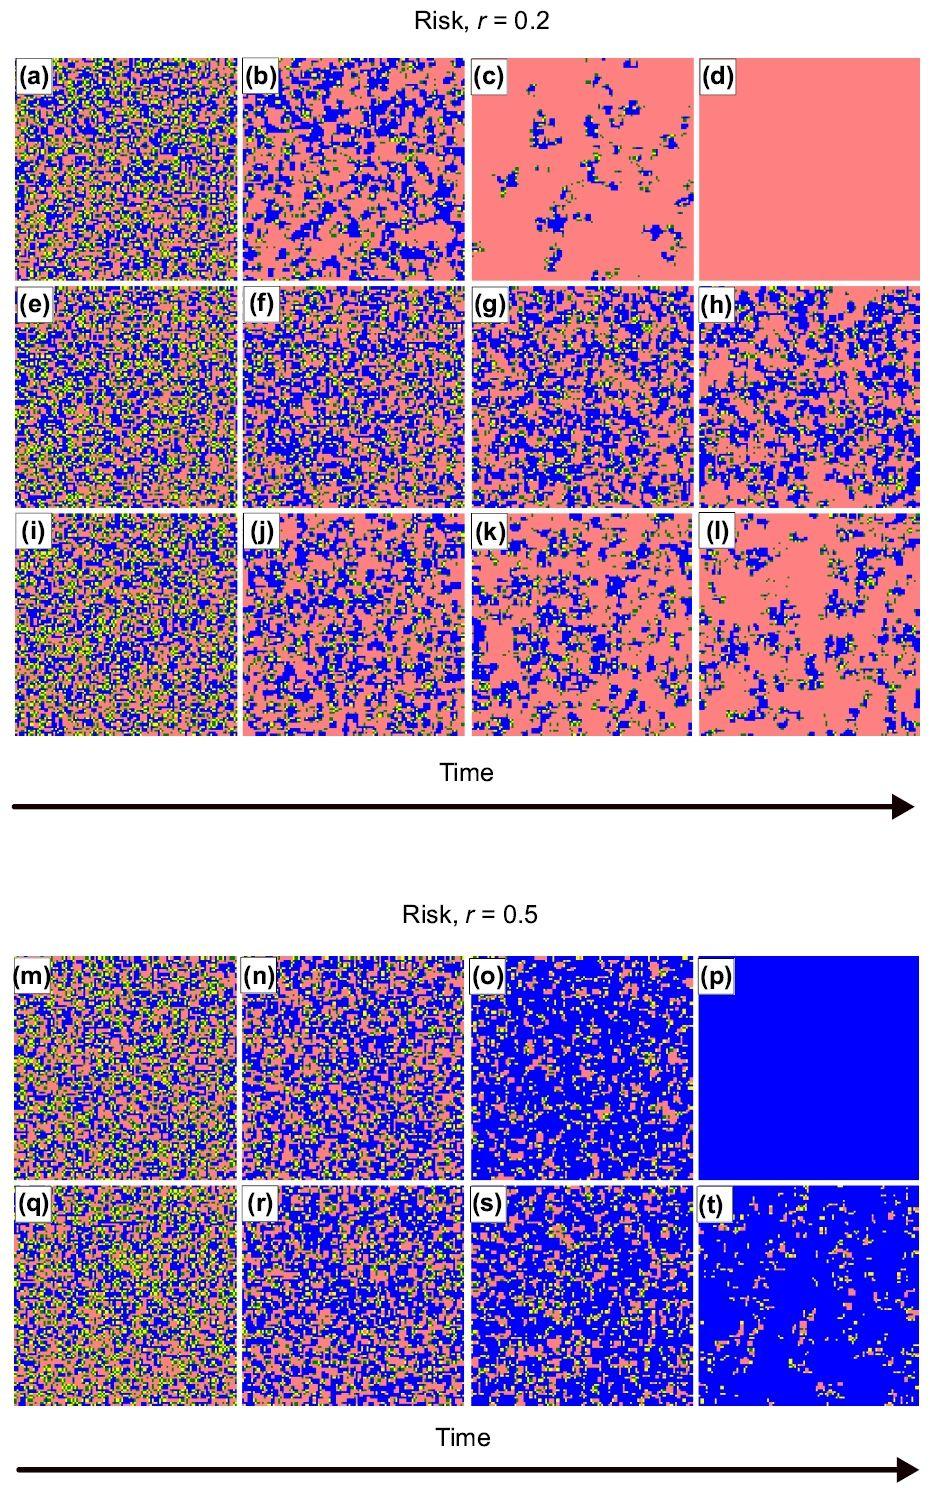 Risk, r = 0.2
(a) (b) (c) (d)
(e) (f) (g) (h)
(i) (j) (k) (l)
Time
Risk, r = 0.5
(m) (n) (o) (p)
(q) (r) (s) (t)
Time